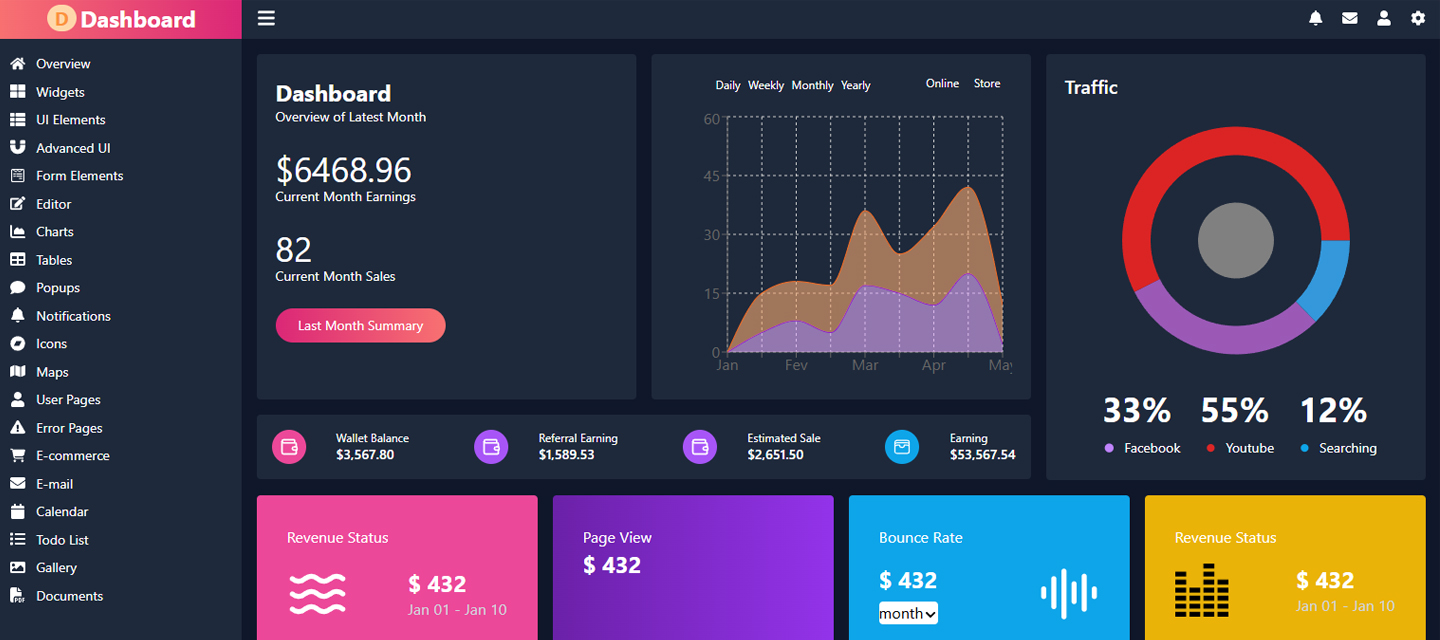 D Dashboard
Overview
Widgets
UI Elements
Advanced UI
Form Elements
Editor
Charts
Tables
Popups
Notifications
Icons
Maps
User Pages
Error Pages
E-commerce
E-mail
Calendar
Todo List
Gallery
Documents
Dashboard
Overview of Latest Month
$6468.96
Current Month Earnings
82
Current Month Sales
Last Month Summary
Daily Weekly Monthly Yearly Online Store
60
45
30
15
0
Jan Fev Mar Apr May
Traffic
33% 55% 12%
Facebook Youtube Searching
Wallet Balance
$3,567.80
Referral Earning
$1,589.53
Estimated Sale
$2,651.50
Earning
$53,567.54
Revenue Status
$ 432
Jan 01 - Jan 10
Page View
$ 432
Bounce Rate
$ 432
month
Revenue Status
$ 432
Jan 01 - Jan 10